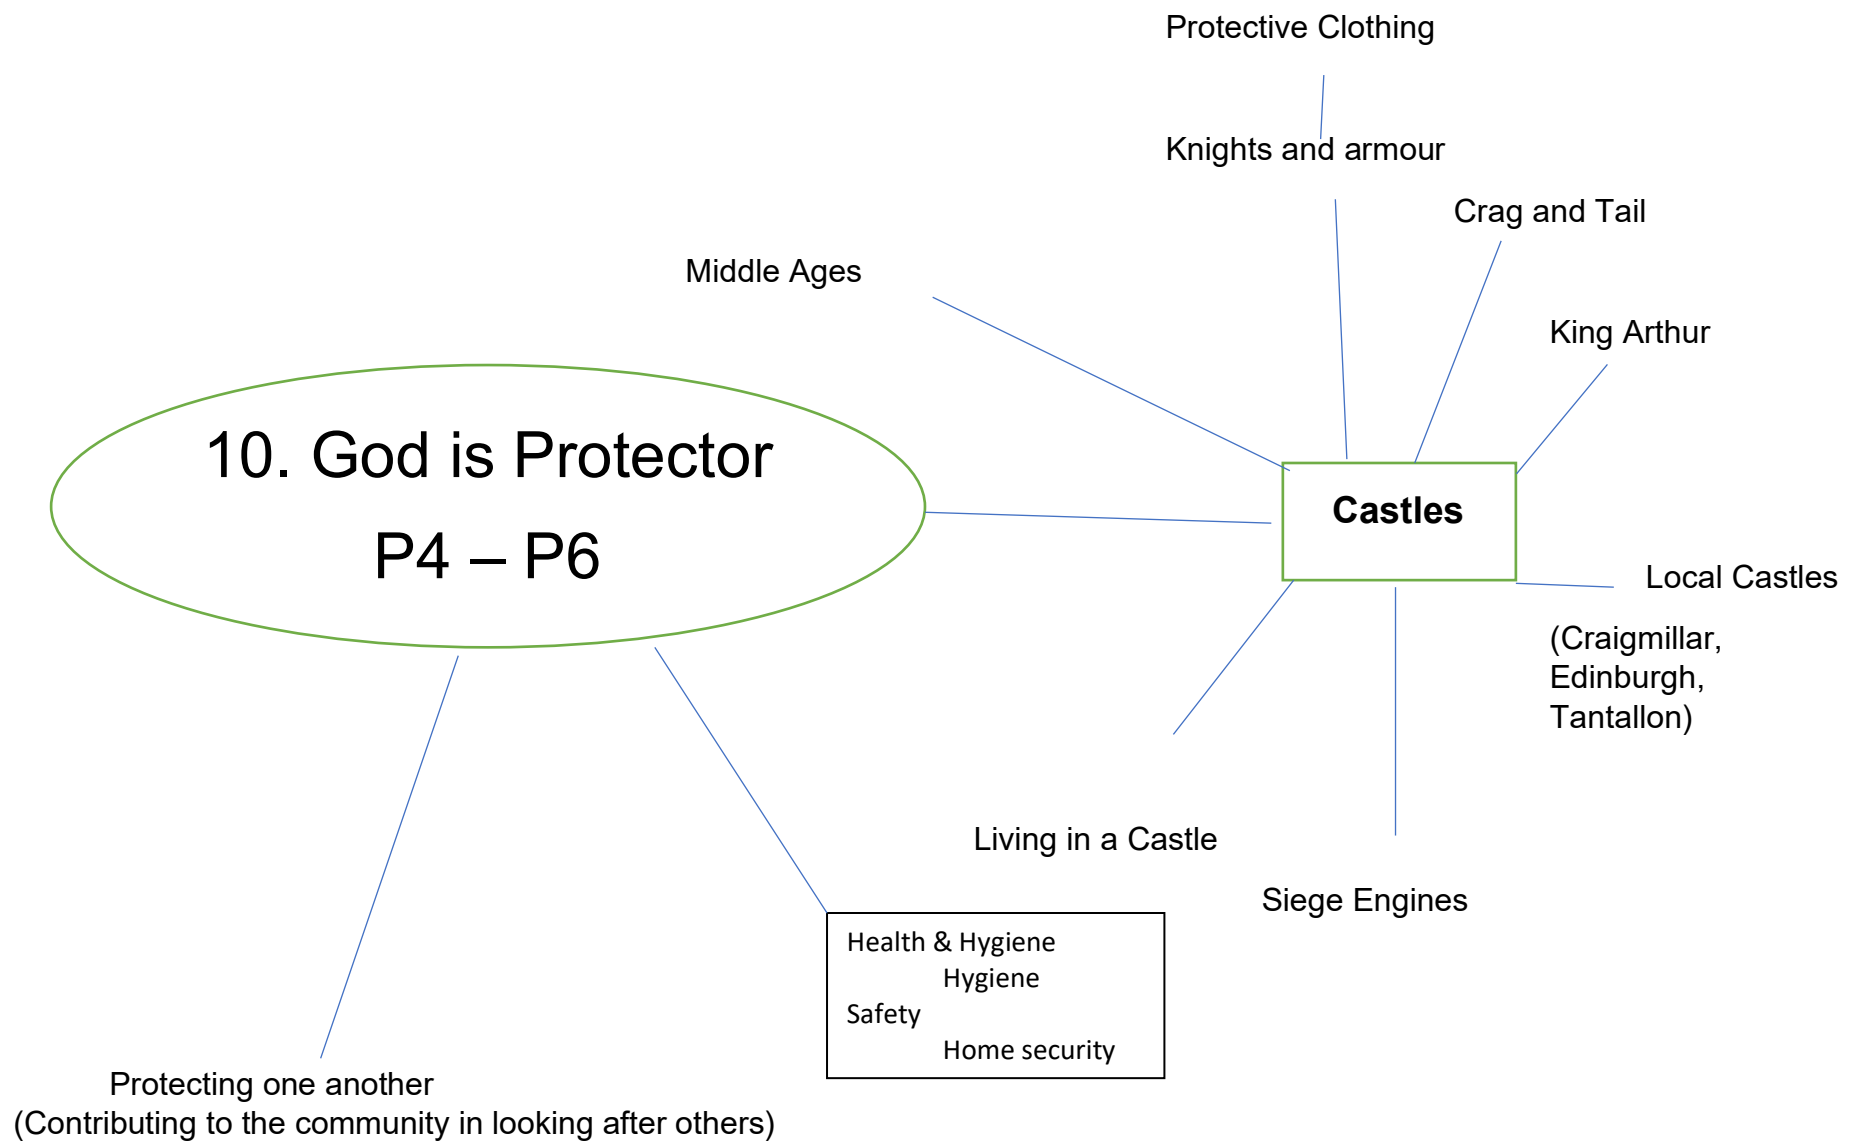 Protective Clothing
Knights and armour
Crag and Tail
Middle Ages
King Arthur
10. God is Protector
P4 – P6
Castles
Local Castles
(Craigmillar,
Edinburgh,
Tantallon)
Living in a Castle
Siege Engines
Health & Hygiene
Hygiene
Safety
Home security
Protecting one another
(Contributing to the community in looking after others)